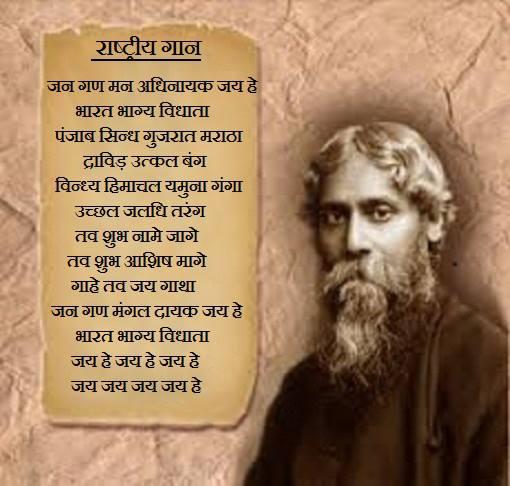 राष्ट्रीय गान
जन गण मन अधिनायक जय हे
भारत भाग्य विधाता
पंजाब सिन्ध गुजरात मराठा
द्राविड़ उत्कल बंग
विन्ध्य हिमाचल यमुना गंगा
उच्छल जलधि तरंग
तव शुभ नामे जागे
तव शुभ आशिष मागे
गाहे तव जय गाथा
जन गण मंगल दायक जय हे
भारत भाग्य विधाता
जय हे जय हे जय हे
जय जय जय जय हे